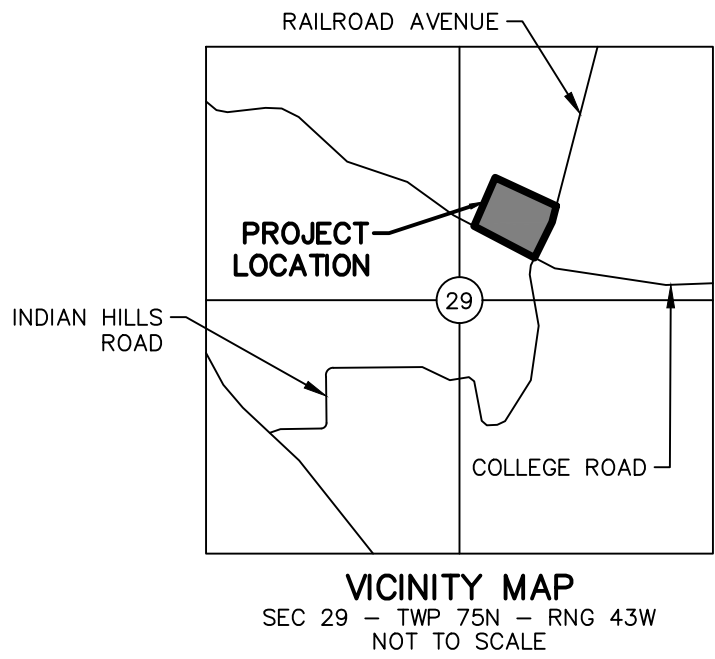 RAILROAD AVENUE
PROJECT
LOCATION
29
INDIAN HILLS
ROAD
COLLEGE ROAD
VICINITY MAP
SEC 29 – TWP 75N – RNG 43W
NOT TO SCALE